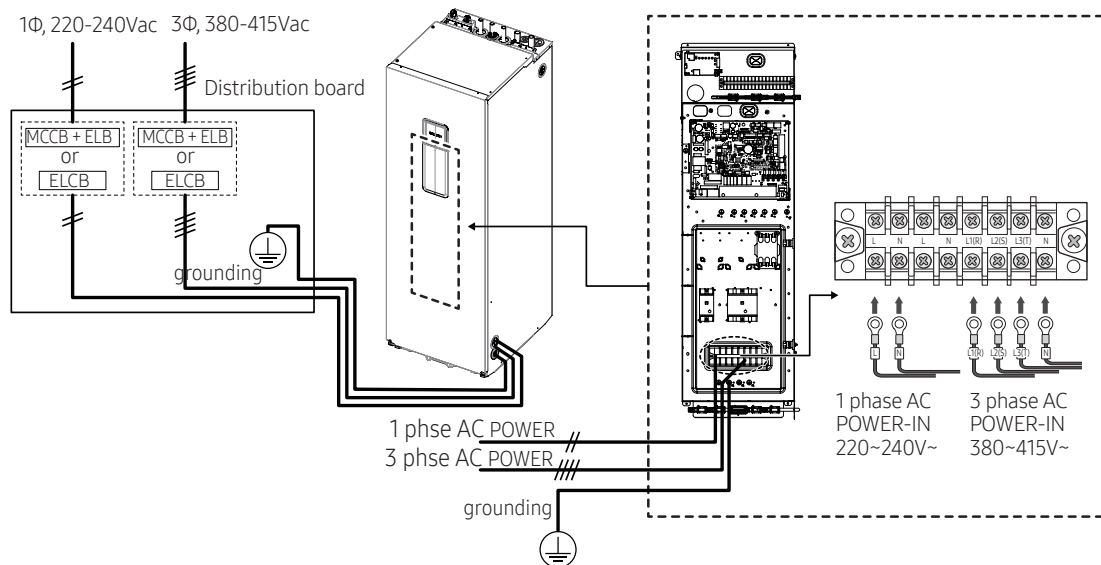 1Φ, 220-240Vac
3Φ, 380-415Vac
Distribution board
MCCB + ELB
or
ELCB
MCCB + ELB
or
ELCB
grounding
L
N
L
N
L1(R)
L2(S)
L3(T)
N
L
N
L1(R)
L2(S)
L3(T)
N
1 phase AC
POWER-IN
220~240V~
3 phase AC
POWER-IN
380~415V~
1 phse AC POWER
3 phse AC POWER
grounding